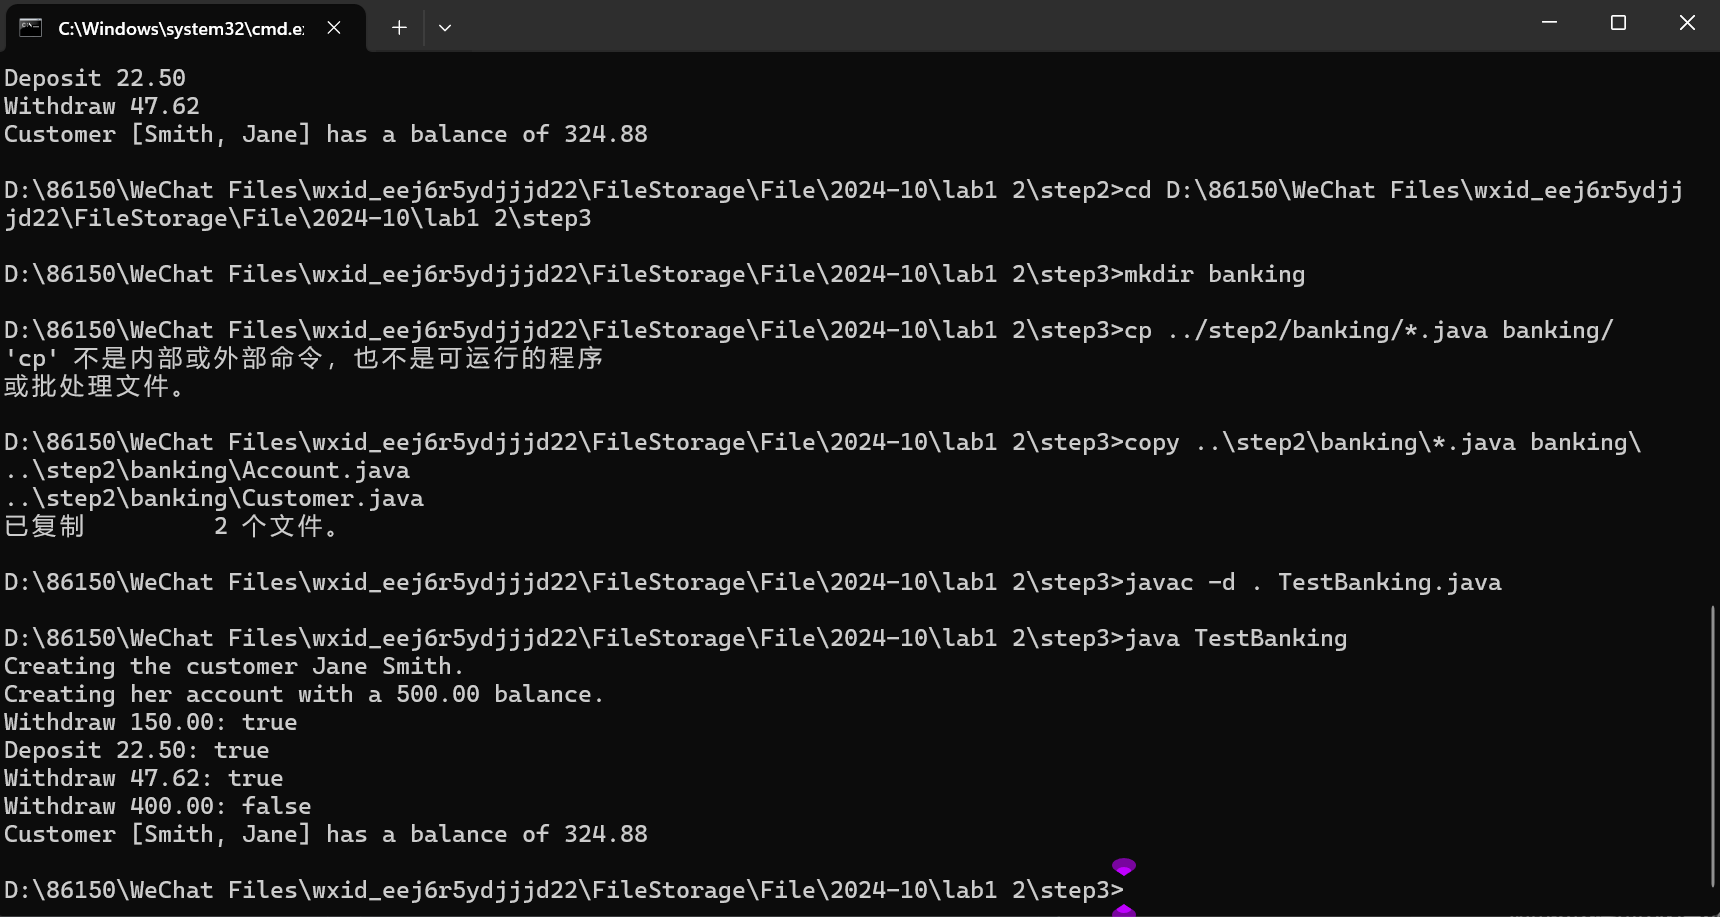 C:\Windows\system32\cmd.e
Deposit 22.50
Withdraw 47.62
Customer [Smith, Jane] has a balance of 324.88
D:\86150\WeChat Files\wxid_eej6r5ydjjjd22\FileStorage\File\2024-10\lab1 2\step2>cd D:\86150\WeChat Files\wxid_eej6r5ydjj
jd22\FileStorage\File\2024-10\lab1 2\step3
D:\86150\WeChat Files\wxid_eej6r5ydjjjd22\FileStorage\File\2024-10\lab1 2\step3>mkdir banking
D:\86150\WeChat Files\wxid_eej6r5ydjjjd22\FileStorage\File\2024-10\lab1 2\step3>cp ../step2/banking/*.java banking/
'cp' 不是内部或外部命令，也不是可运行的程序
或批处理文件。
D:\86150\WeChat Files\wxid_eej6r5ydjjjd22\FileStorage\File\2024-10\lab1 2\step3>copy ..\step2\banking\*.java banking\
..\step2\banking\Account.java
..\step2\banking\Customer.java
已复制         2 个文件。
D:\86150\WeChat Files\wxid_eej6r5ydjjjd22\FileStorage\File\2024-10\lab1 2\step3>javac -d . TestBanking.java
D:\86150\WeChat Files\wxid_eej6r5ydjjjd22\FileStorage\File\2024-10\lab1 2\step3>java TestBanking
Creating the customer Jane Smith.
Creating her account with a 500.00 balance.
Withdraw 150.00: true
Deposit 22.50: true
Withdraw 47.62: true
Withdraw 400.00: false
Customer [Smith, Jane] has a balance of 324.88
D:\86150\WeChat Files\wxid_eej6r5ydjjjd22\FileStorage\File\2024-10\lab1 2\step3>